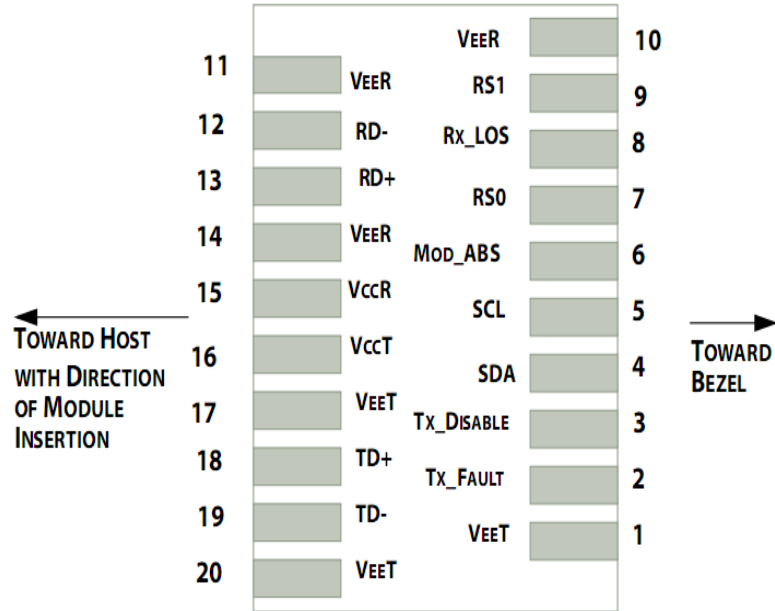 11
VEER
12
RD-
13
RD+
14
VEER
15
VCCR
16
VCCT
17
VEET
18
TD+
19
TD-
20
VEET
VEER
10
RS1
9
RX_LOS
8
RS0
7
MOD_ABS
6
SCL
5
SDA
4
TX_DISABLE
3
TX_FAULT
2
VEET
1
TOWARD HOST
WITH DIRECTION
OF MODULE
INSERTION
TOWARD
BEZEL